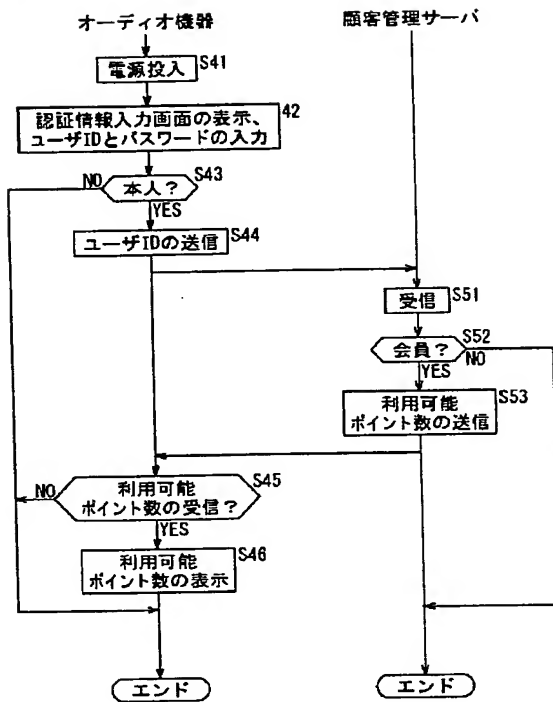 オーディオ機器
顧客管理サーバ
電源投入
S41
認証情報入力画面の表示、
ユーザIDとパスワードの入力
42
本人?
S43
NO
YES
ユーザIDの送信
S44
受信
S51
会員?
S52
NO
YES
利用可能
ポイント数の送信
S53
利用可能
ポイント数の受信?
S45
NO
YES
利用可能
ポイント数の表示
S46
エンド
エンド